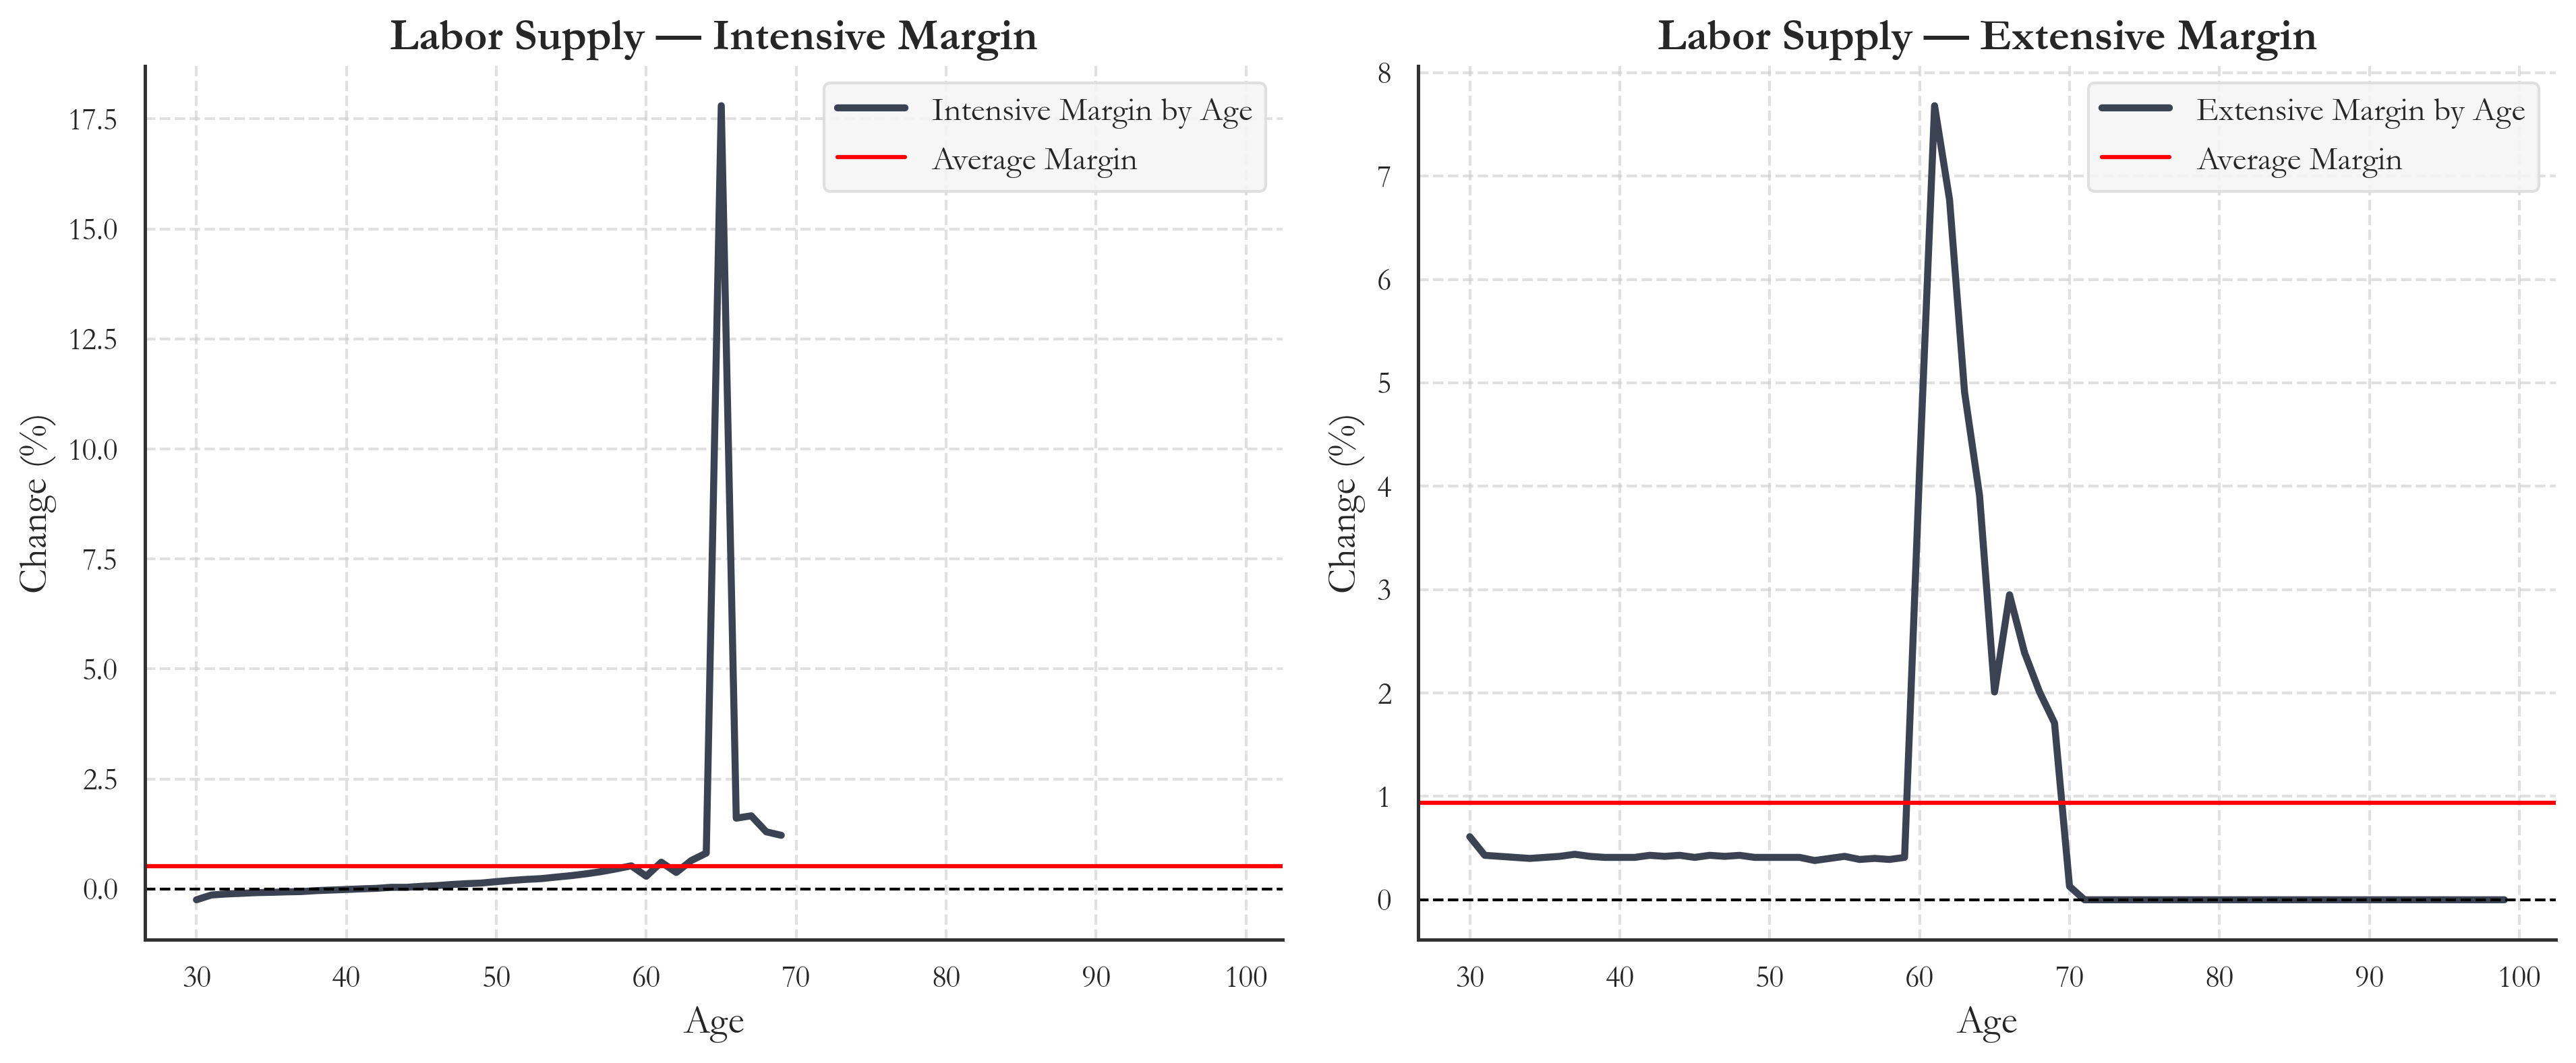 Labor Supply — Intensive Margin
Intensive Margin by Age
Average Margin
Change (%)
17.5
15.0
12.5
10.0
7.5
5.0
2.5
0.0
30 40 50 60 70 80 90 100
Age
Labor Supply — Extensive Margin
Extensive Margin by Age
Average Margin
Change (%)
8
7
6
5
4
3
2
1
0
30 40 50 60 70 80 90 100
Age